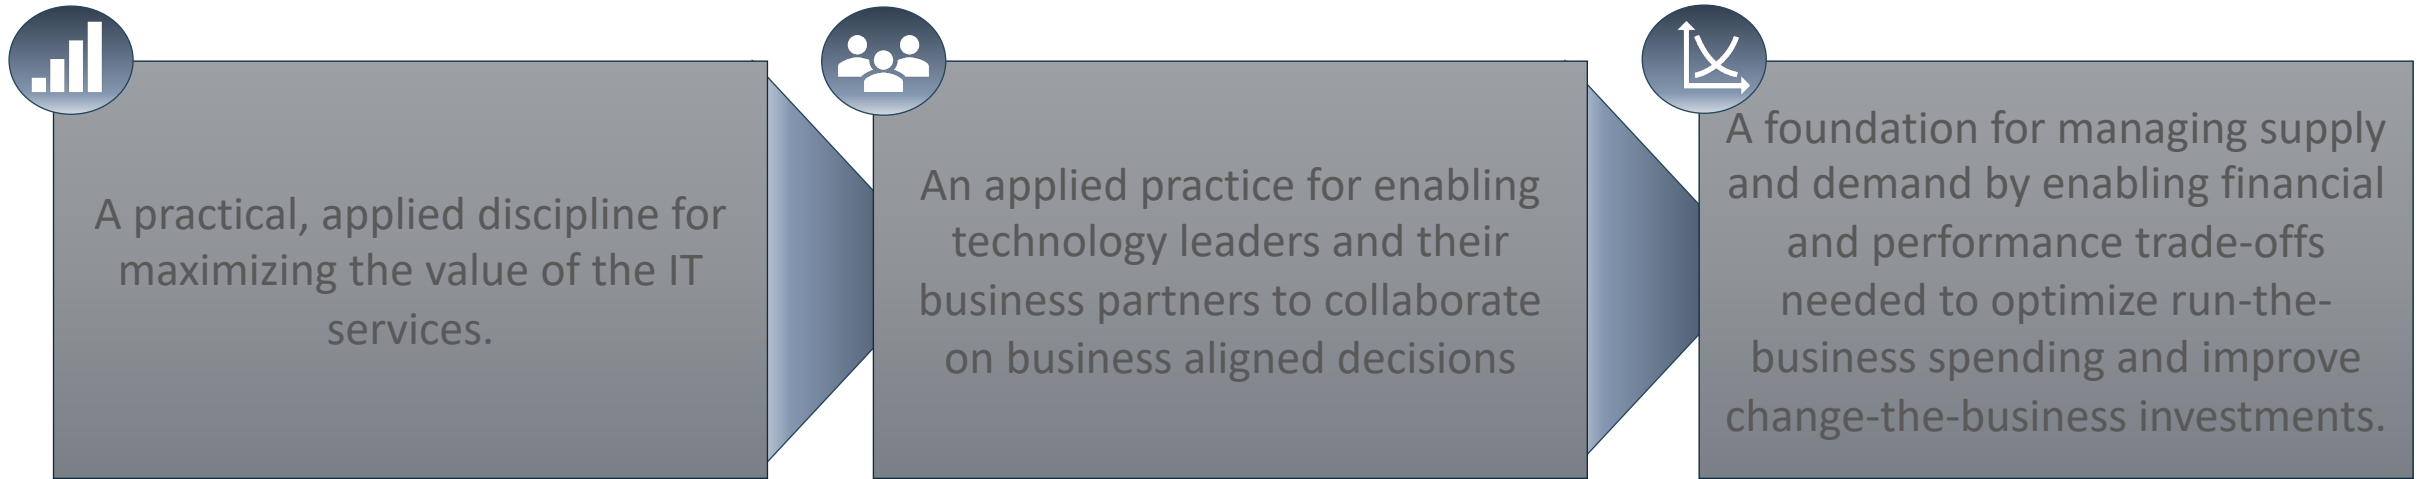 A practical, applied discipline for
maximizing the value of the IT
services.
An applied practice for enabling
technology leaders and their
business partners to collaborate
on business aligned decisions
A foundation for managing supply
and demand by enabling financial
and performance trade-offs
needed to optimize run-the-
business spending and improve
change-the-business investments.